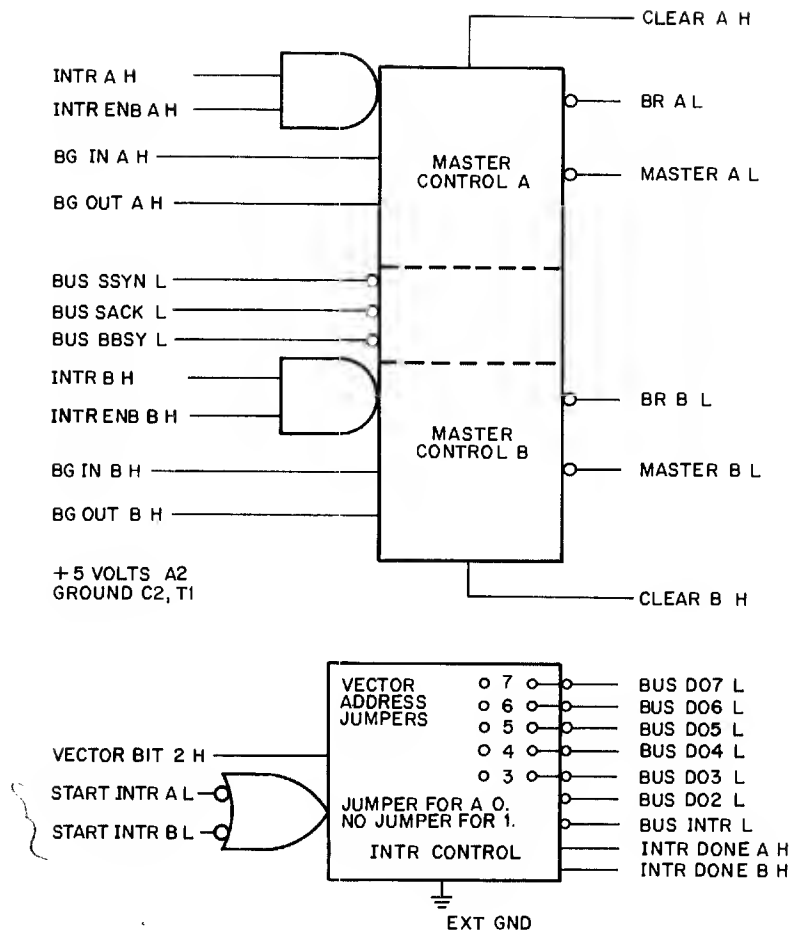 CLEAR A H
INTR A H
INTR ENB A H
BR A L
BG IN A H
MASTER
CONTROL A
MASTER A L
BG OUT A H
BUS SSYN L
BUS SACK L
BUS BBSY L
INTR B H
BR B L
INTR ENB B H
MASTER
CONTROL B
BG IN B H
MASTER B L
BG OUT B H
+5 VOLTS A2
GROUND C2, T1
CLEAR B H
VECTOR
ADDRESS
JUMPERS
7
BUS D07 L
6
BUS D06 L
5
BUS D05 L
4
BUS D04 L
3
BUS D03 L
VECTOR BIT 2 H
START INTR A L
START INTR B L
JUMPER FOR A 0.
NO JUMPER FOR 1.
INTR CONTROL
BUS D02 L
BUS INTR L
INTR DONE A H
INTR DONE B H
EXT GND